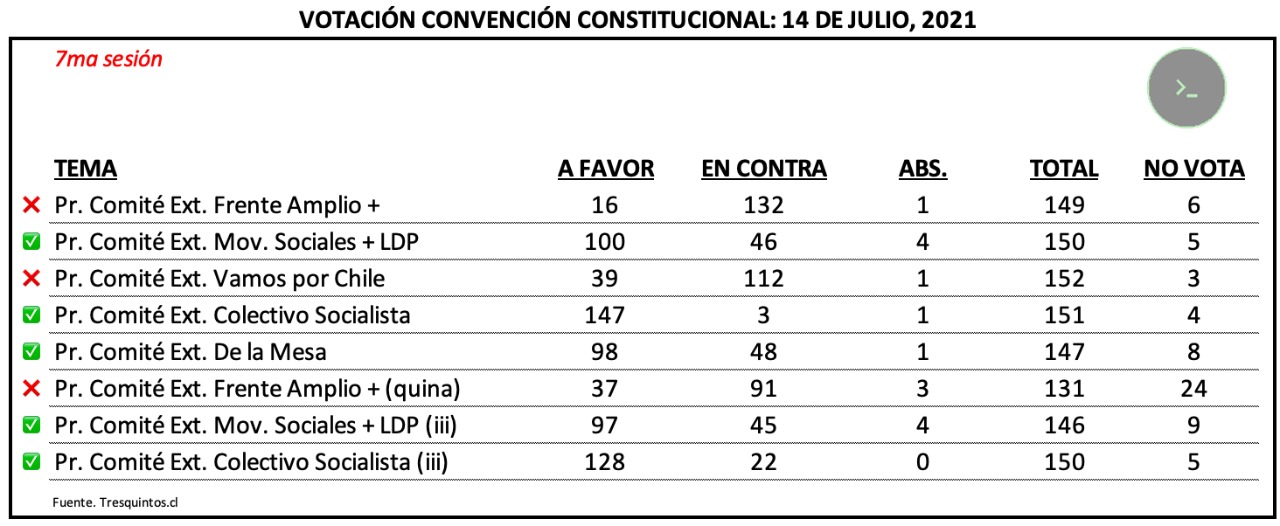 VOTACIÓN CONVENCIÓN CONSTITUCIONAL: 14 DE JULIO, 2021
7ma sesión
>_
TEMA A FAVOR EN CONTRA ABS. TOTAL NO VOTA
❌ Pr. Comité Ext. Frente Amplio + 16 132 1 149 6
✅ Pr. Comité Ext. Mov. Sociales + LDP 100 46 4 150 5
❌ Pr. Comité Ext. Vamos por Chile 39 112 1 152 3
✅ Pr. Comité Ext. Colectivo Socialista 147 3 1 151 4
✅ Pr. Comité Ext. De la Mesa 98 48 1 147 8
❌ Pr. Comité Ext. Frente Amplio + (quina) 37 91 3 131 24
✅ Pr. Comité Ext. Mov. Sociales + LDP (iii) 97 45 4 146 9
✅ Pr. Comité Ext. Colectivo Socialista (iii) 128 22 0 150 5
Fuente. Tresquintos.cl